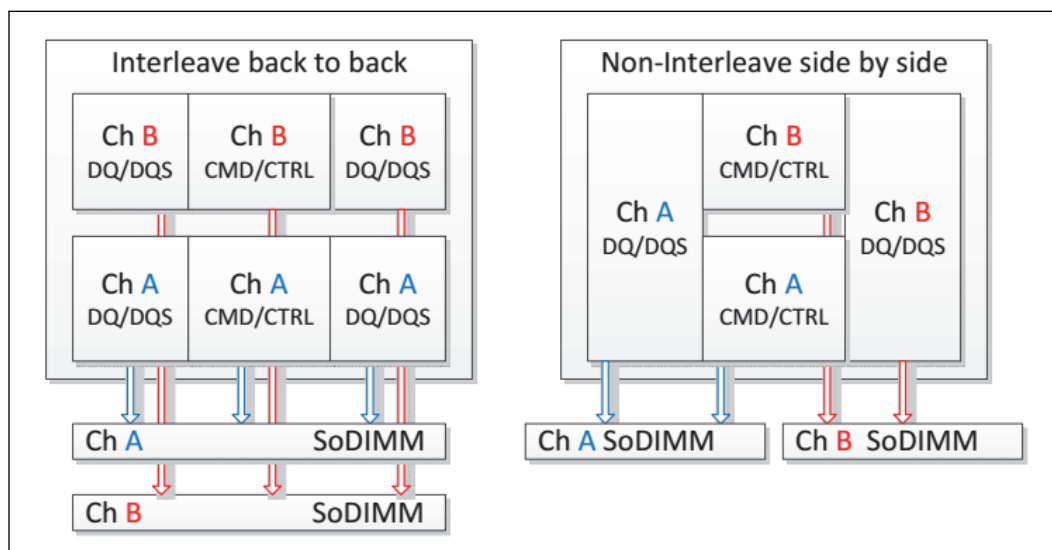 Interleave back to back
Ch B
DQ/DQS
Ch B
CMD/CTRL
Ch B
DQ/DQS
Ch A
DQ/DQS
Ch A
CMD/CTRL
Ch A
DQ/DQS
Ch A SoDIMM
Ch B SoDIMM
Non-Interleave side by side
Ch A
DQ/DQS
Ch B
CMD/CTRL
Ch A
CMD/CTRL
Ch B
DQ/DQS
Ch A SoDIMM
Ch B SoDIMM